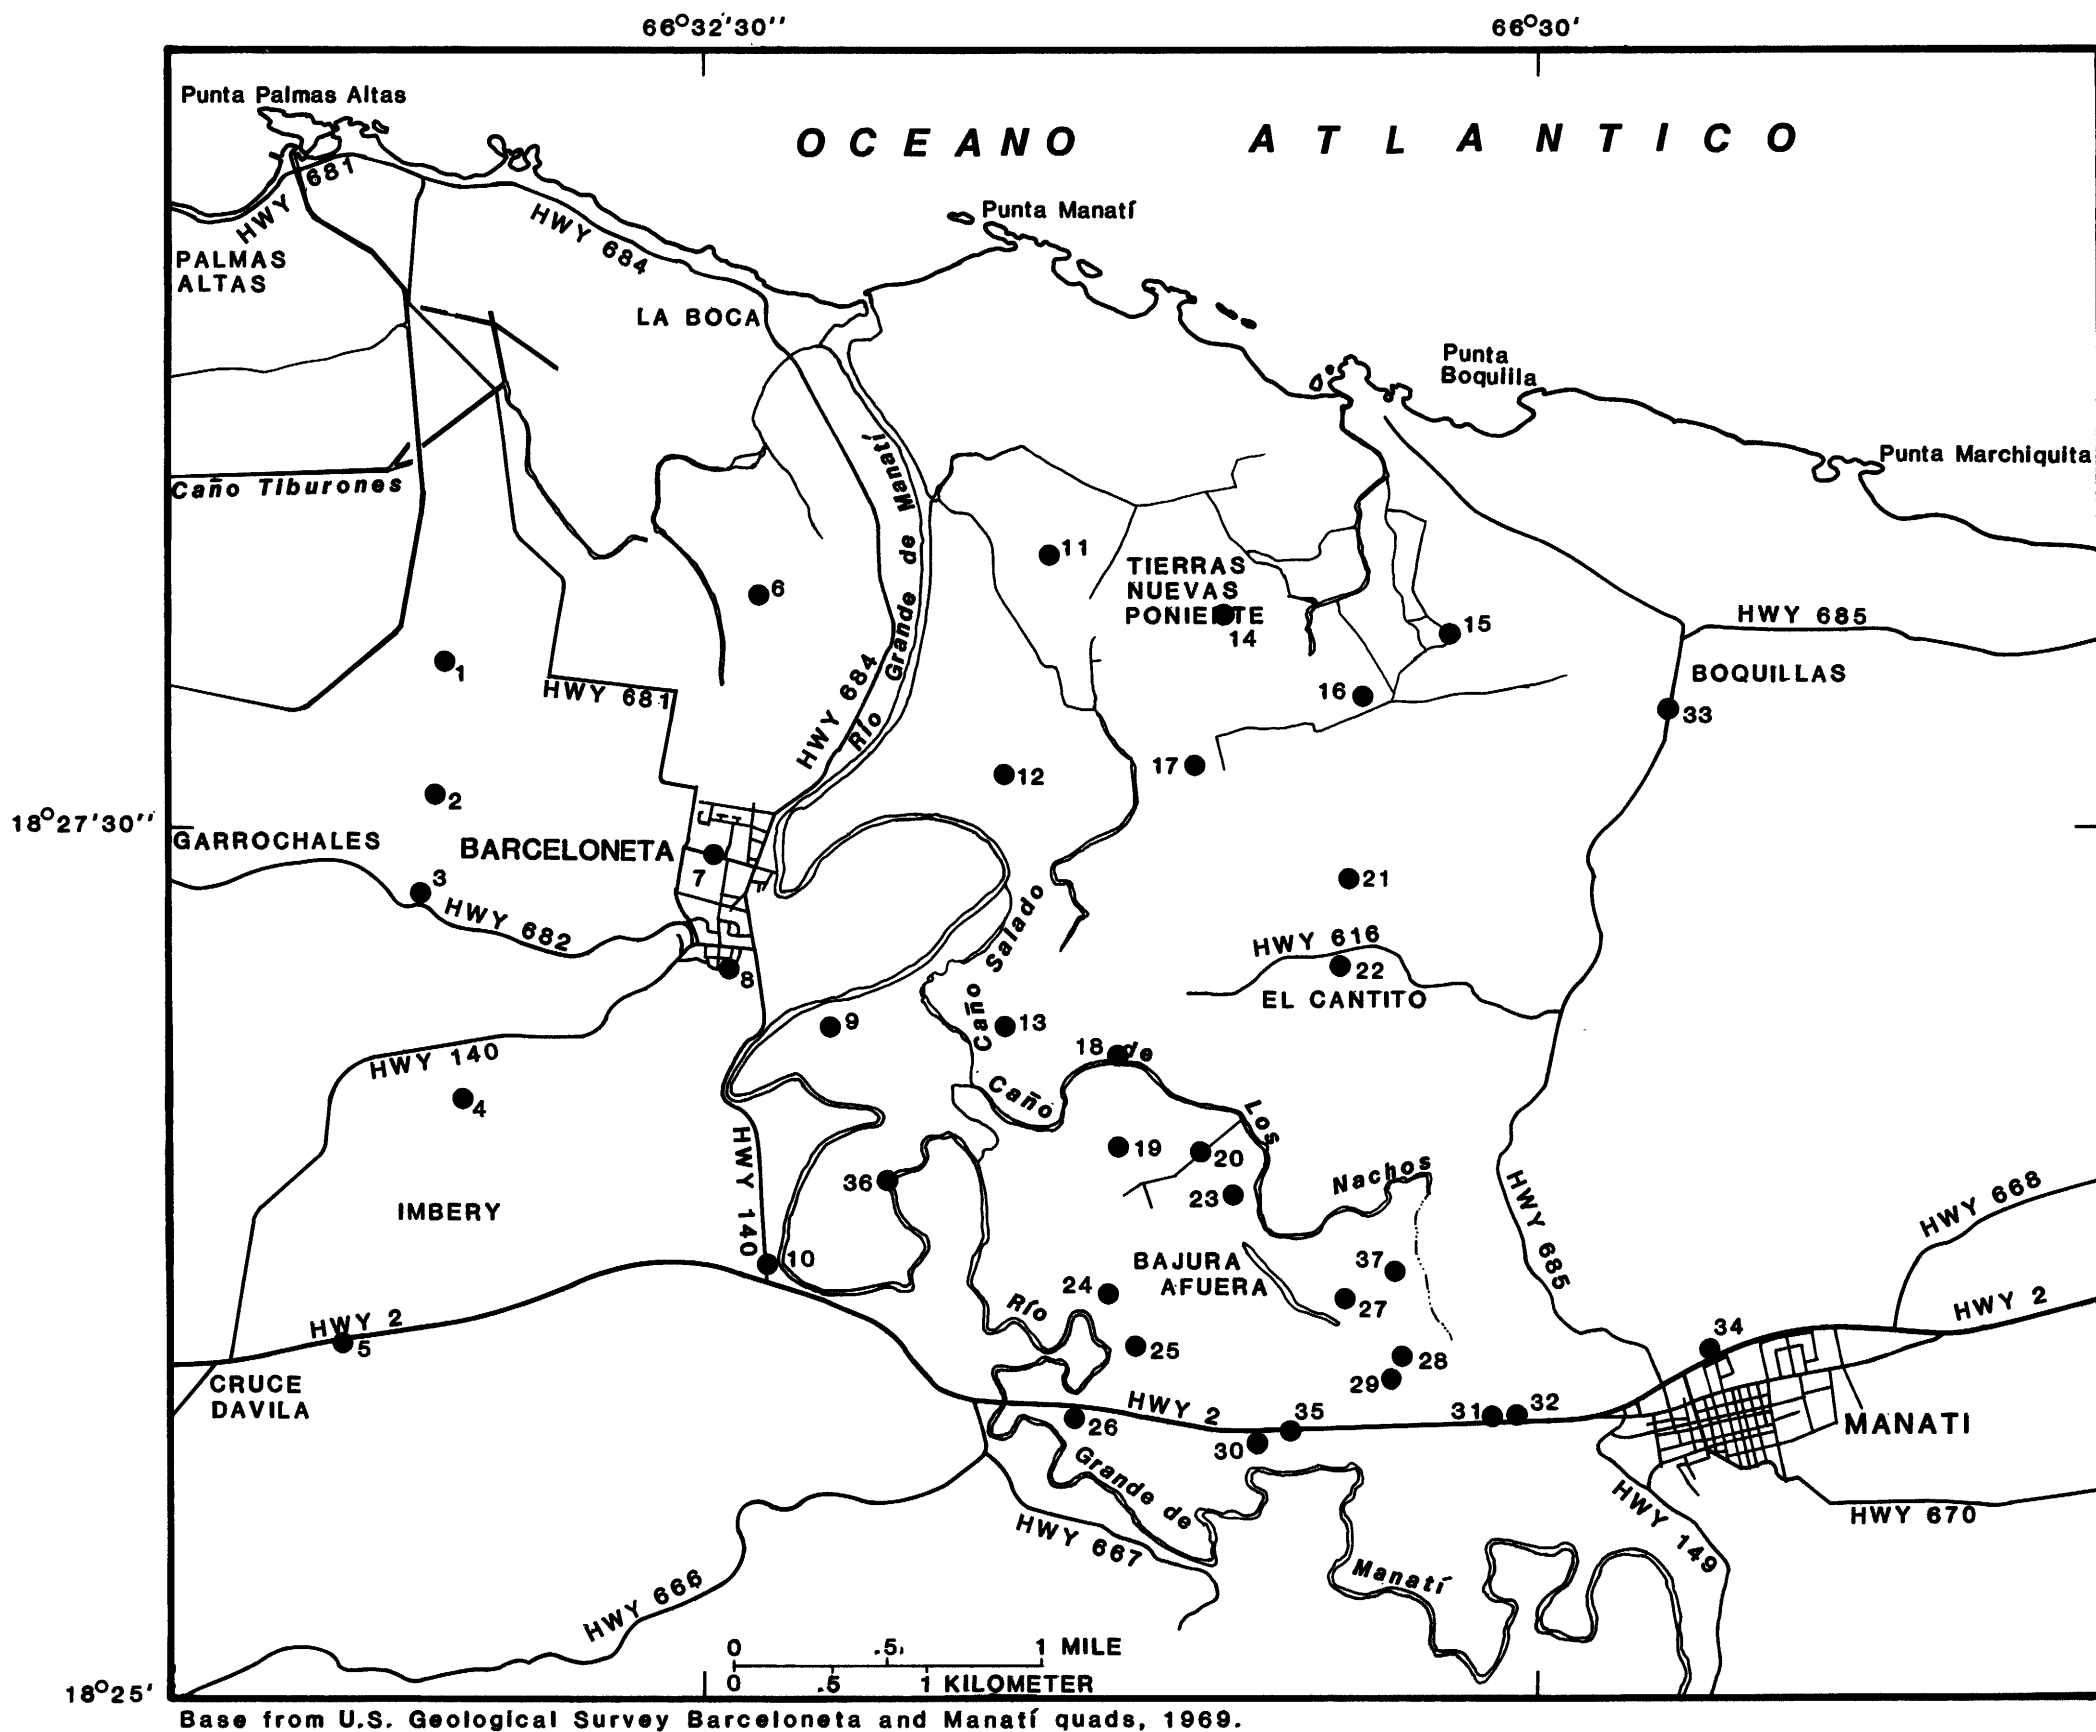 66°32'30''
66°30'
Punta Palmas Altas
OCEANO ATLANTICO
HWY 681
Punta Manatí
HWY 684
PALMAS
ALTAS
LA BOCA
Punta
Boquilla
Punta Marchiquita
Caño Tiburones
Río Grande de Manatí
11
TIERRAS
NUEVAS
PONIENTE
14
6
15
HWY 685
1
HWY 681
HWY 684
16
BOQUILLAS
33
17
12
2
18°27'30''
GARROCHALES
BARCELONETA
7
3
21
HWY 682
Caño Salado
HWY 616
22
8
EL CANTITO
9
13
HWY 140
18
Caño de Los Nachos
4
HWY 140
19
20
36
23
IMBERY
HWY 685
HWY 668
10
BAJURA
AFUERA
37
24
27
Río Grande de Manatí
HWY 2
HWY 2
5
34
25
28
29
CRUCE
DAVILA
HWY 2
26
35
31
32
30
MANATI
HWY 149
HWY 670
HWY 667
HWY 666
0 .5 1 MILE
0 .5 1 KILOMETER
18°25'
Base from U.S. Geological Survey Barceloneta and Manatí quads, 1969.